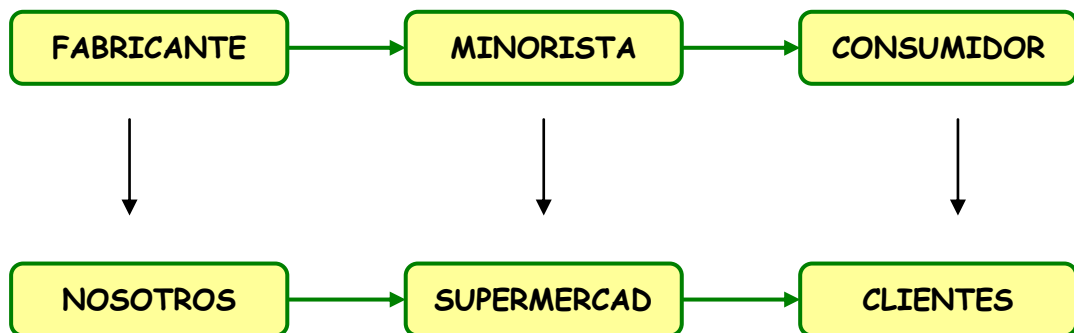 FABRICANTE
MINORISTA
CONSUMIDOR
NOSOTROS
SUPERMERCAD
CLIENTES